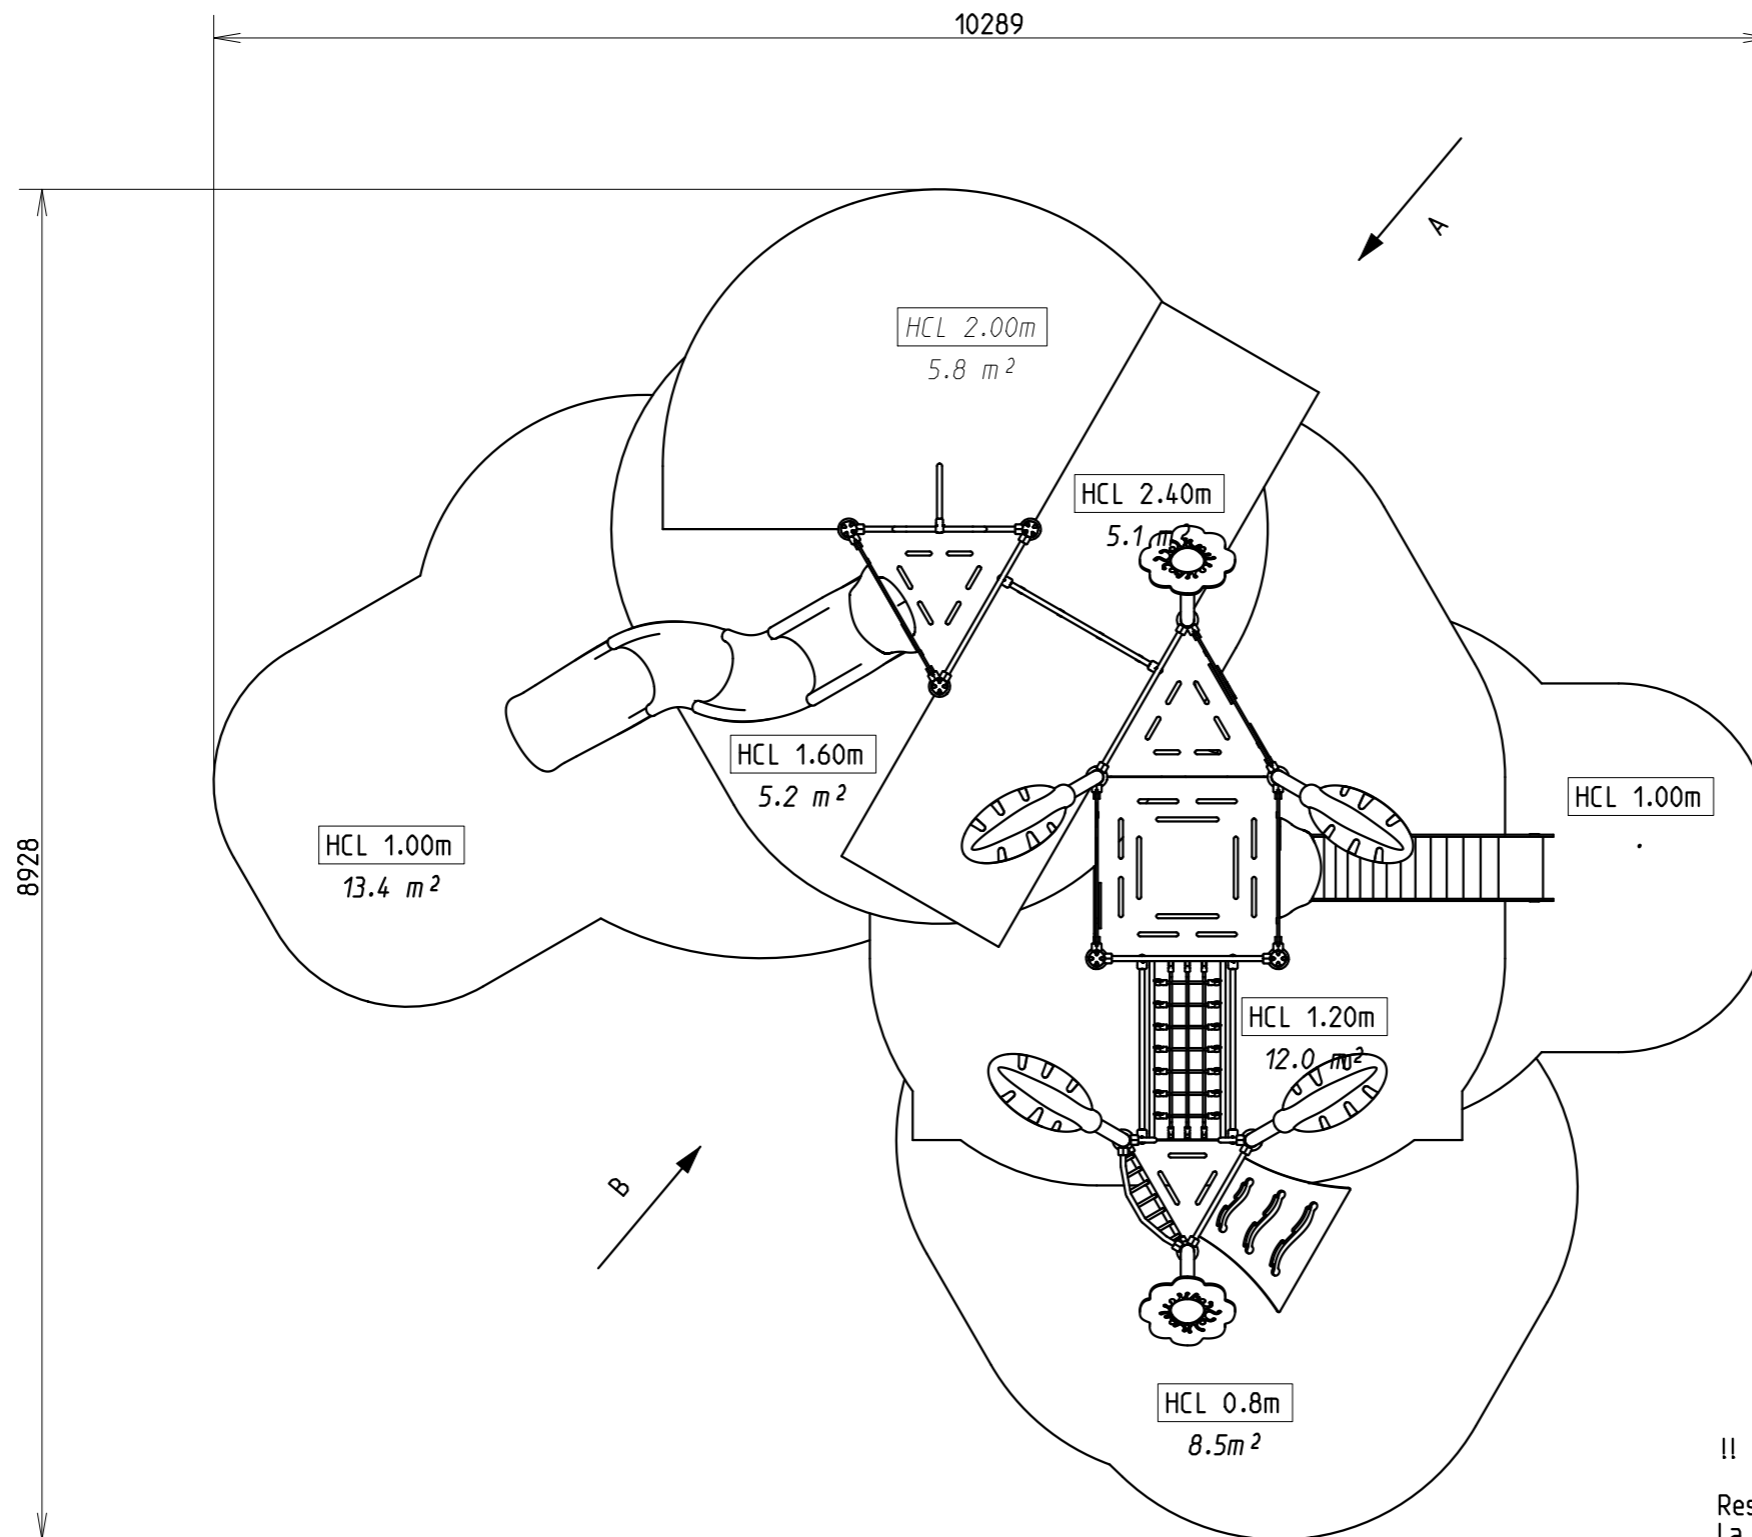 10289
A
HCL 2.00m
5.8 m²
HCL 2.40m
5.1 m²
HCL 1.60m
5.2 m²
HCL 1.00m
.
HCL 1.00m
13.4 m²
8928
HCL 1.20m
12.0 m²
B
HCL 0.8m
8.5m²
!!
Res
La